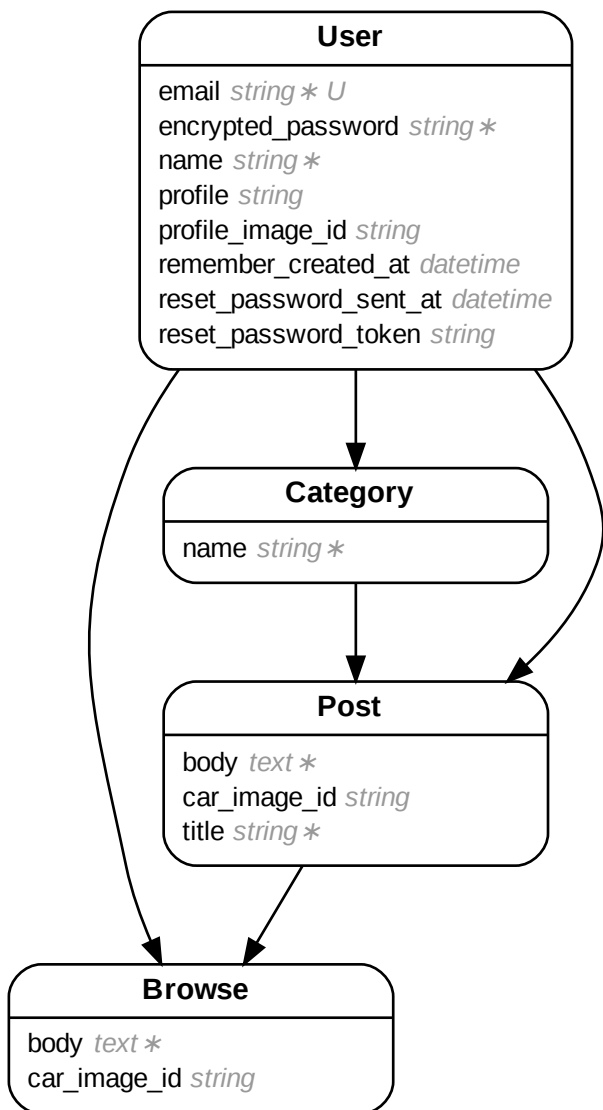 User
email string ∗ U
encrypted_password string ∗
name string ∗
profile string
profile_image_id string
remember_created_at datetime
reset_password_sent_at datetime
reset_password_token string
Category
name string ∗
Post
body text ∗
car_image_id string
title string ∗
Browse
body text ∗
car_image_id string